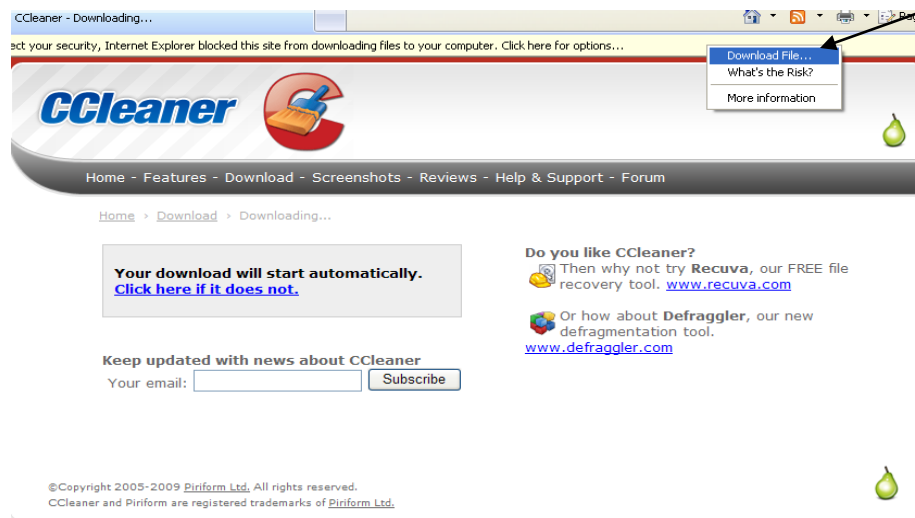 CCleaner - Downloading...
ect your security, Internet Explorer blocked this site from downloading files to your computer. Click here for options...
Download File...
What's the Risk?
More information
CCleaner
Home - Features - Download - Screenshots - Reviews - Help & Support - Forum
Home › Download › Downloading...
Your download will start automatically.
Click here if it does not.
Do you like CCleaner?
Then why not try Recuva, our FREE file
recovery tool. www.recuva.com
Or how about Defraggler, our new
defragmentation tool.
www.defraggler.com
Keep updated with news about CCleaner
Your email:
Subscribe
©Copyright 2005-2009 Piriform Ltd. All rights reserved.
CCleaner and Piriform are registered trademarks of Piriform Ltd.